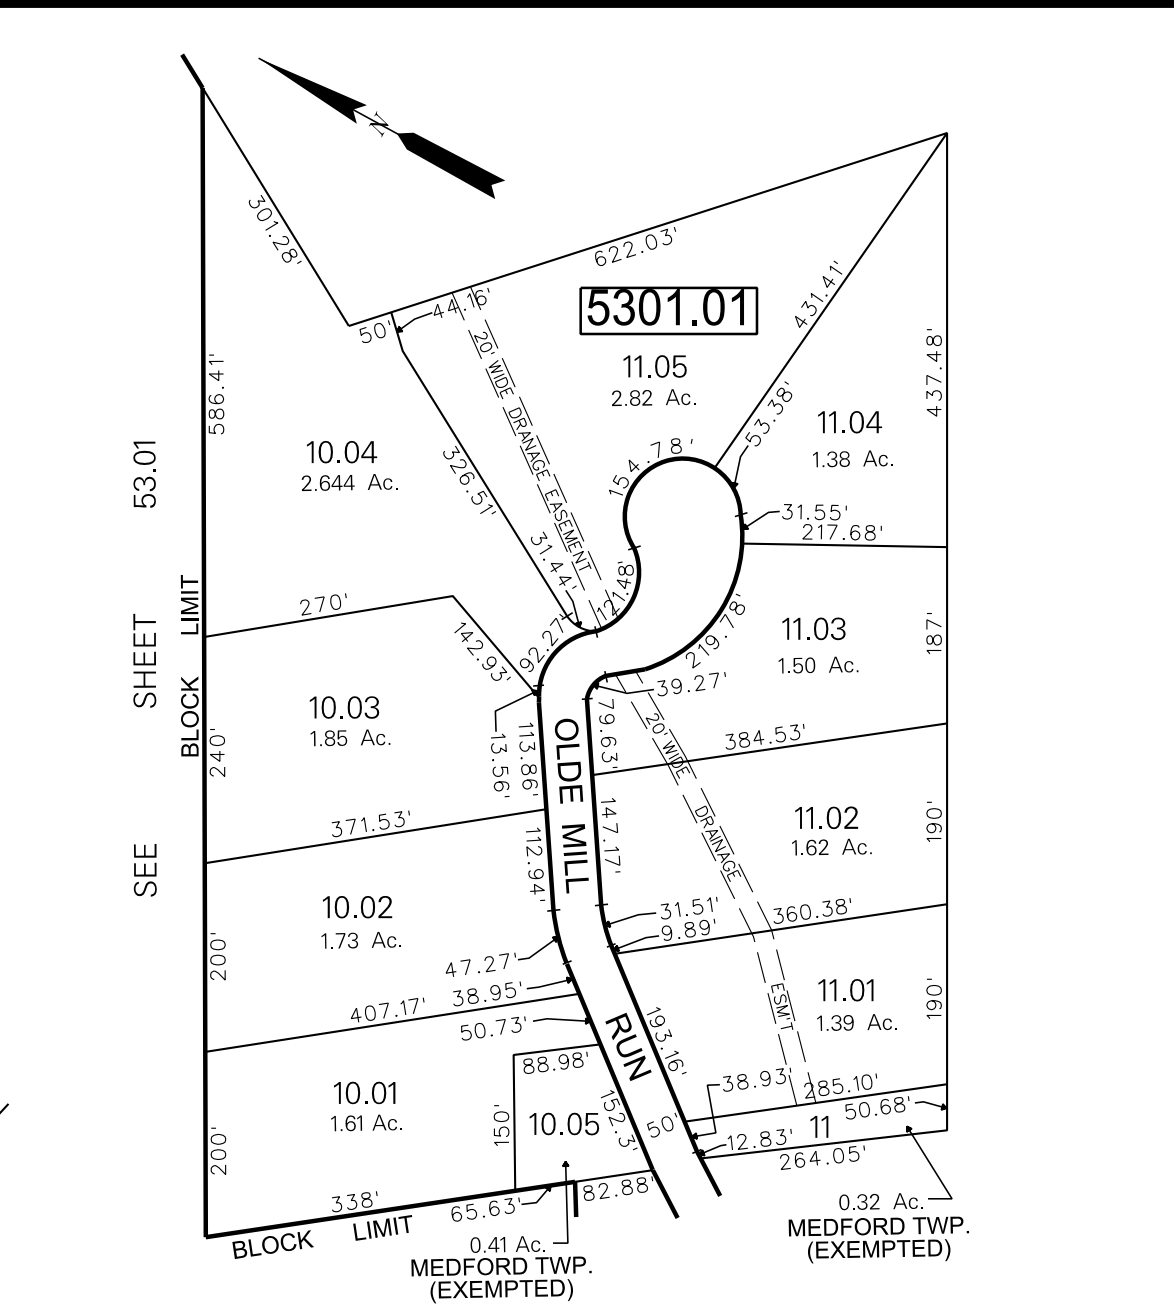 N
301.28'
622.03'
44.16'
50'
5301.01
431.41'
437.48'
586.41'
20' WIDE DRANAGE EASEMENT
11.05
2.82 Ac.
53.38'
11.04
1.38 Ac.
10.04
2.644 Ac.
326.51'
154.78'
31.55'
217.68'
SEE SHEET 53.01
BLOCK LIMIT
31.44'
121.48'
270'
142.93'
92.27'
219.78'
11.03
1.50 Ac.
187'
39.27'
10.03
1.85 Ac.
240'
13.56'
113.86'
OLDE MILL RUN
79.63'
20' WIDE DRAINAGE ESM'T
384.53'
371.53'
112.94'
147.17'
11.02
1.62 Ac.
190'
10.02
1.73 Ac.
200'
31.51'
9.89'
360.38'
47.27'
38.95'
407.17'
50.73'
193.16'
11.01
1.39 Ac.
190'
88.98'
10.01
1.61 Ac.
200'
150'
10.05
152.3'
50'
38.93'
285.10'
50.68'
11
12.83'
264.05'
338'
65.63'
82.88'
BLOCK LIMIT
0.41 Ac.
MEDFORD TWP.
(EXEMPTED)
0.32 Ac.
MEDFORD TWP.
(EXEMPTED)